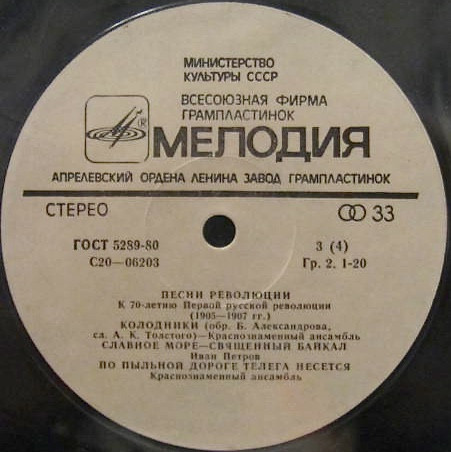 МИНИСТЕРСТВО
КУЛЬТУРЫ СССР
ВСЕСОЮЗНАЯ ФИРМА
ГРАМПЛАСТИНОК
®
МЕЛОДИЯ
АПРЕЛЕВСКИЙ ОРДЕНА ЛЕНИНА ЗАВОД ГРАМПЛАСТИНОК
СТЕРЕО 33
ГОСТ 5289-80 3 (4)
С20—06203 Гр. 2. 1-20
ПЕСНИ РЕВОЛЮЦИИ
К 70-летию Первой русской революции
(1905—1907 гг.)
КОЛОДНИКИ (обр. Б. Александрова,
сл. А. К. Толстого)—Краснознаменный ансамбль
СЛАВНОЕ МОРЕ—СВЯЩЕННЫЙ БАЙКАЛ
Иван Петров
ПО ПЫЛЬНОЙ ДОРОГЕ ТЕЛЕГА НЕСЕТСЯ
Краснознаменный ансамбль